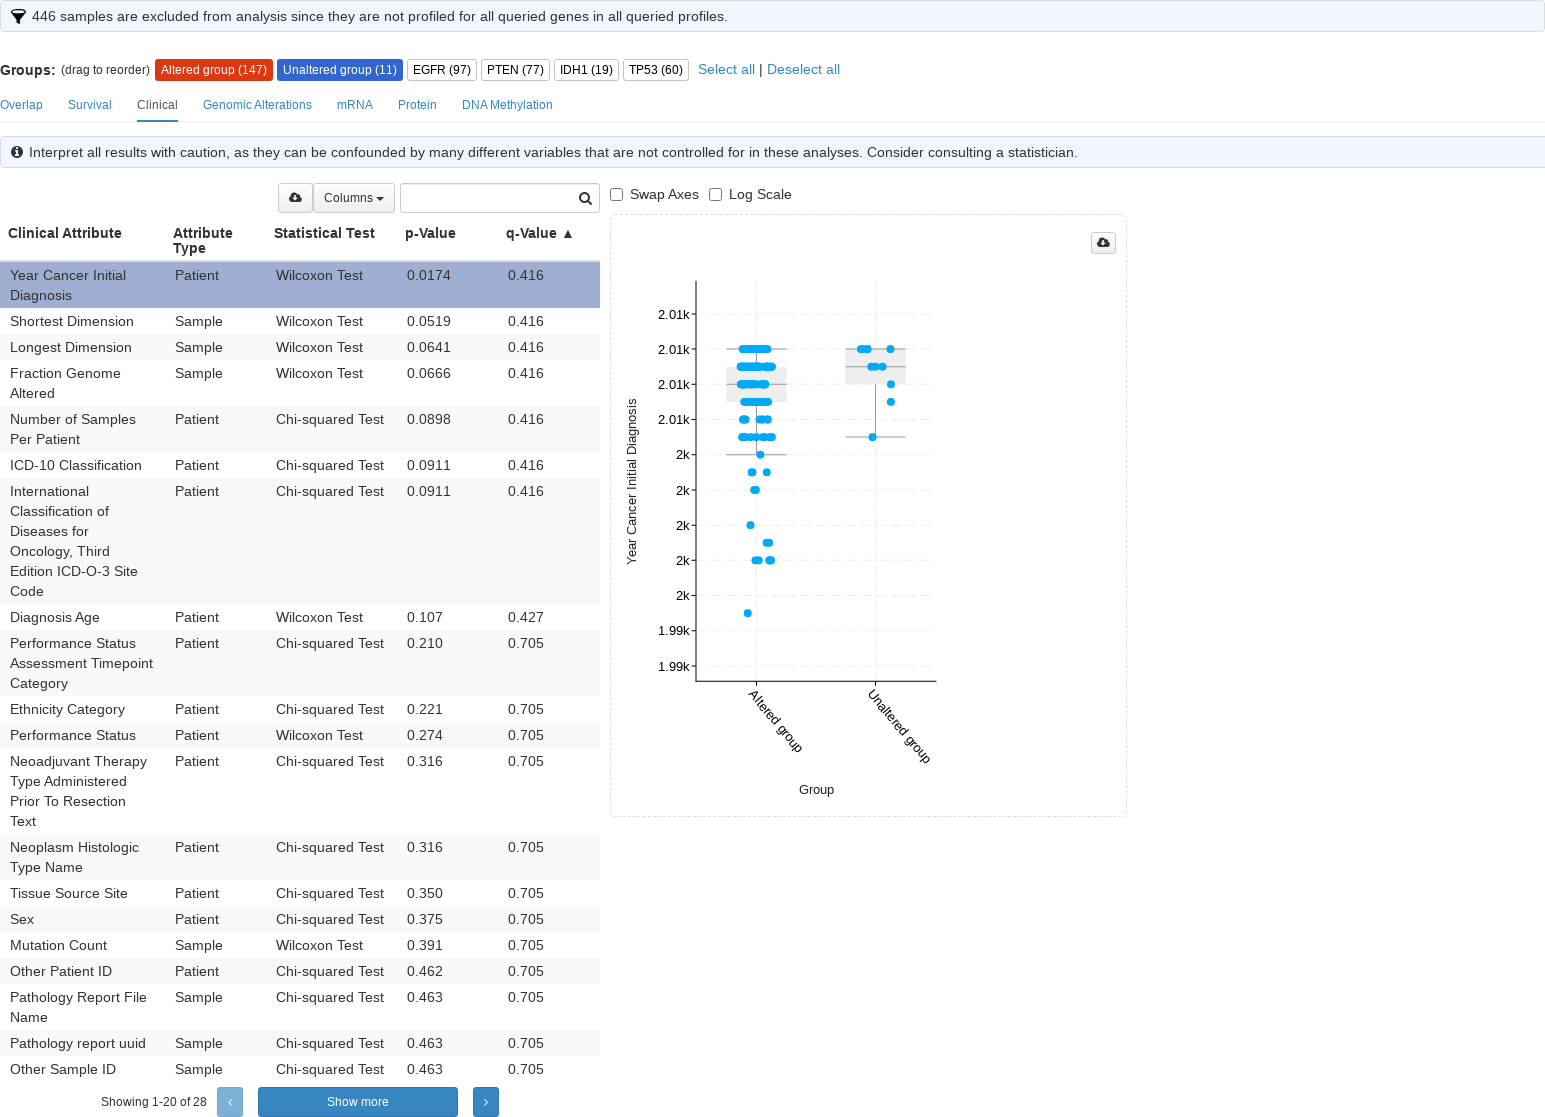 446 samples are excluded from analysis since they are not profiled for all queried genes in all queried profiles.
Groups: (drag to reorder) Altered group (147) Unaltered group (11) EGFR (97) PTEN (77) IDH1 (19) TP53 (60) Select all | Deselect all
Overlap Survival Clinical Genomic Alterations mRNA Protein DNA Methylation
Interpret all results with caution, as they can be confounded by many different variables that are not controlled for in these analyses. Consider consulting a statistician.
Columns
Clinical Attribute Attribute Type Statistical Test p-Value q-Value ▲
Year Cancer Initial Diagnosis Patient Wilcoxon Test 0.0174 0.416
Shortest Dimension Sample Wilcoxon Test 0.0519 0.416
Longest Dimension Sample Wilcoxon Test 0.0641 0.416
Fraction Genome Altered Sample Wilcoxon Test 0.0666 0.416
Number of Samples Per Patient Patient Chi-squared Test 0.0898 0.416
ICD-10 Classification Patient Chi-squared Test 0.0911 0.416
International Classification of Diseases for Oncology, Third Edition ICD-O-3 Site Code Patient Chi-squared Test 0.0911 0.416
Diagnosis Age Patient Wilcoxon Test 0.107 0.427
Performance Status Assessment Timepoint Category Patient Chi-squared Test 0.210 0.705
Ethnicity Category Patient Chi-squared Test 0.221 0.705
Performance Status Patient Wilcoxon Test 0.274 0.705
Neoadjuvant Therapy Type Administered Prior To Resection Text Patient Chi-squared Test 0.316 0.705
Neoplasm Histologic Type Name Patient Chi-squared Test 0.316 0.705
Tissue Source Site Patient Chi-squared Test 0.350 0.705
Sex Patient Chi-squared Test 0.375 0.705
Mutation Count Sample Wilcoxon Test 0.391 0.705
Other Patient ID Patient Chi-squared Test 0.462 0.705
Pathology Report File Name Sample Chi-squared Test 0.463 0.705
Pathology report uuid Sample Chi-squared Test 0.463 0.705
Other Sample ID Sample Chi-squared Test 0.463 0.705
Showing 1-20 of 28 Show more
Swap Axes Log Scale
Year Cancer Initial Diagnosis
2.01k
2.01k
2.01k
2.01k
2k
2k
2k
2k
2k
1.99k
1.99k
Altered group
Unaltered group
Group